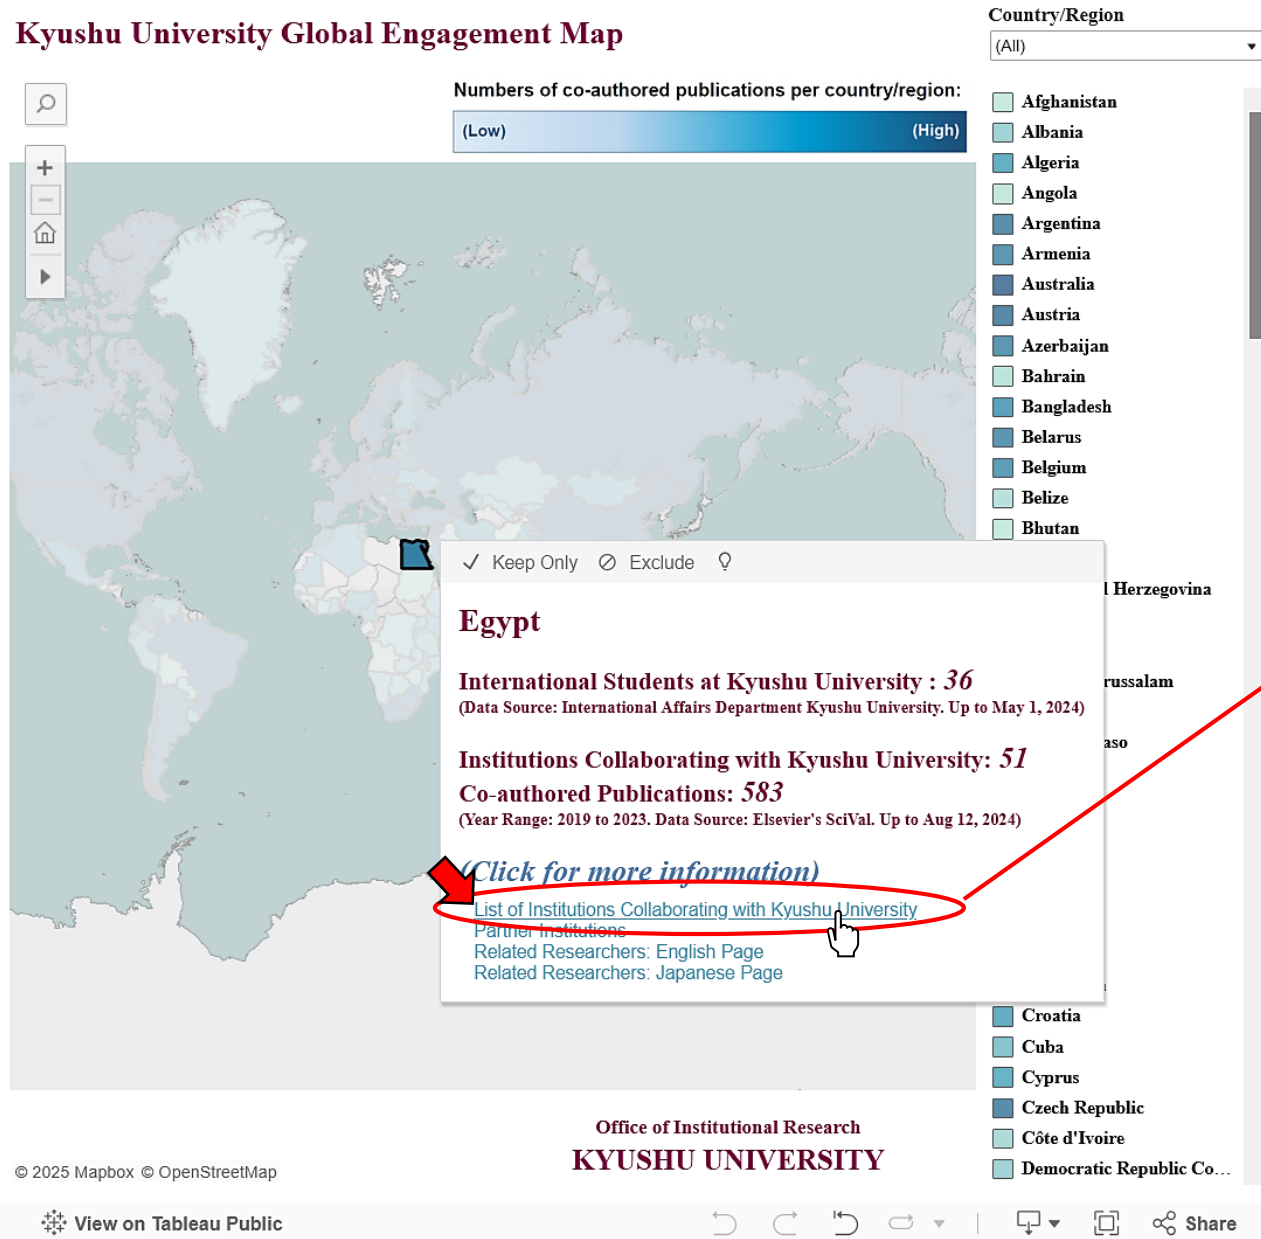 Kyushu University Global Engagement Map
Country/Region
(All)
Numbers of co-authored publications per country/region:
(Low)
(High)
Afghanistan
Albania
Algeria
Angola
Argentina
Armenia
Australia
Austria
Azerbaijan
Bahrain
Bangladesh
Belarus
Belgium
Belize
Bhutan
Keep Only
Exclude
Herzegovina
Egypt
International Students at Kyushu University : 36
(Data Source: International Affairs Department Kyushu University. Up to May 1, 2024)
Institutions Collaborating with Kyushu University: 51
Co-authored Publications: 583
(Year Range: 2019 to 2023. Data Source: Elsevier's SciVal. Up to Aug 12, 2024)
(Click for more information)
List of Institutions Collaborating with Kyushu University
Partner Institutions
Related Researchers: English Page
Related Researchers: Japanese Page
Croatia
Cuba
Cyprus
Czech Republic
Côte d'Ivoire
Democratic Republic Co...
Office of Institutional Research
KYUSHU UNIVERSITY
© 2025 Mapbox © OpenStreetMap
View on Tableau Public
Share